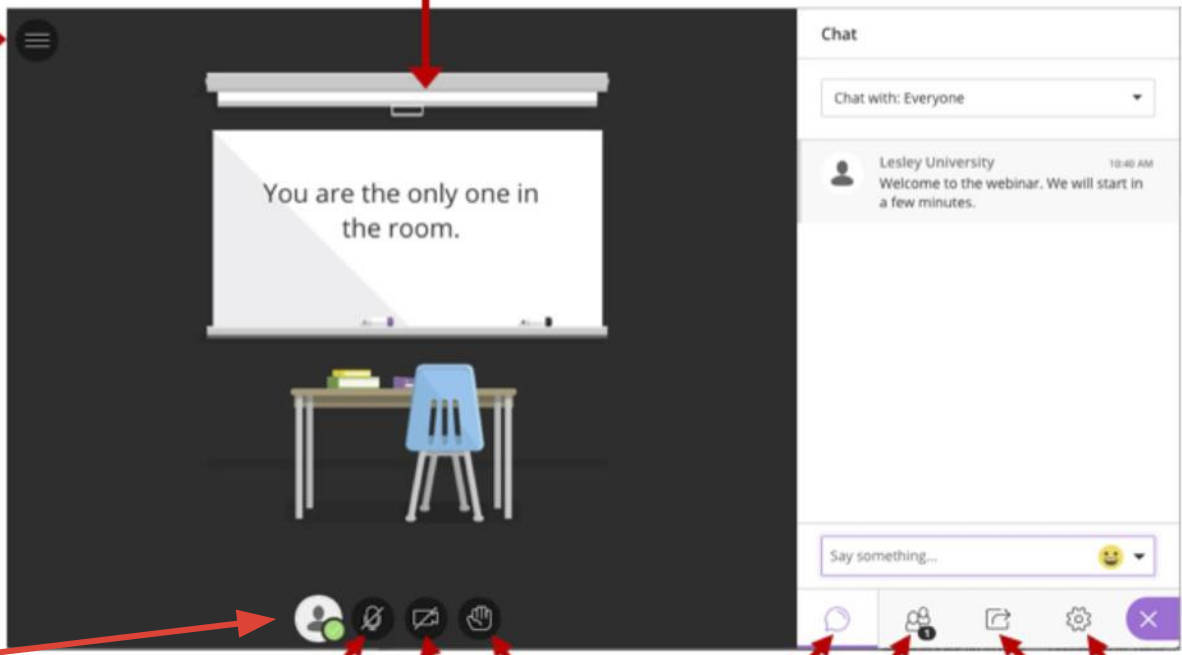 You are the only one in
the room.
Chat
Chat with: Everyone
Lesley University 10:40 AM
Welcome to the webinar. We will start in
a few minutes.
Say something...
1